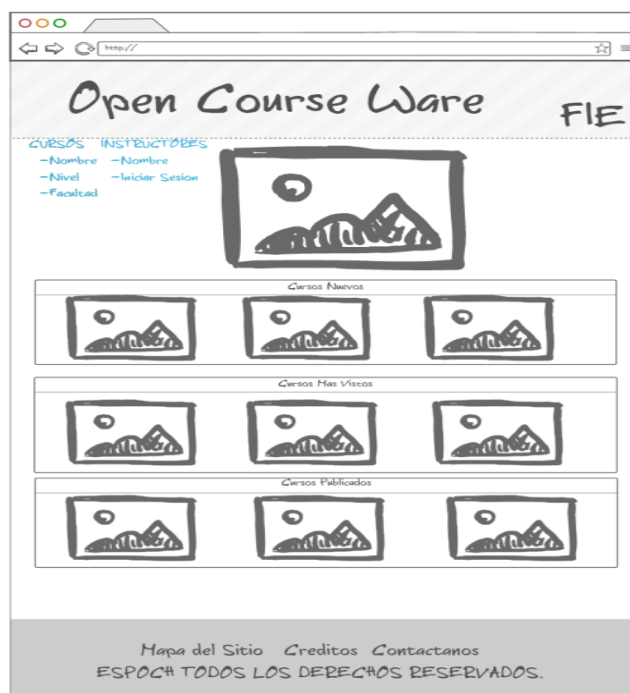 http://
Open Course Ware
FIE
CURSOS INSTRUCTORES
-Nombre -Nombre
-Nivel -Iniciar Sesion
-Facultad
Cursos Nuevos
Cursos Mas Vistos
Cursos Publicados
Mapa del Sitio Creditos Contactanos
ESPOCH TODOS LOS DERECHOS RESERVADOS.